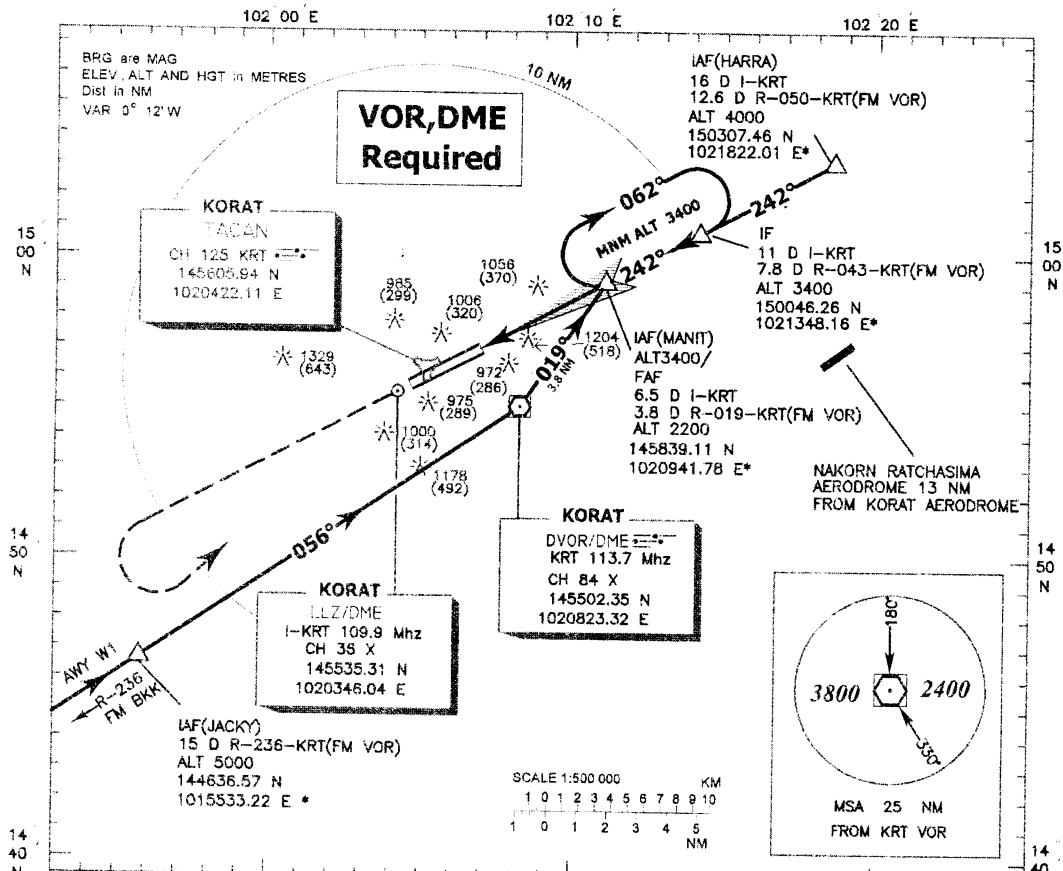 102 00 E
102 10 E
102 20 E
BRG are MAG
ELEV, ALT AND HGT in METRES
Dist in NM
VAR 0° 12' W
10 NM
VOR,DME
Required
IAF(HARRA)
16 D I-KRT
12.6 D R-050-KRT(FM VOR)
ALT 4000
150307.46 N
1021822.01 E*
KORAT
TACAN
CH 125 KRT
145605.94 N
1020422.11 E
062°
MNM ALT 3400
242°
242°
15
00
N
15
00
N
IF
11 D I-KRT
7.8 D R-043-KRT(FM VOR)
ALT 3400
150046.26 N
1021348.16 E*
1056
(370)
985
(299)
1006
(320)
1329
(643)
1204
(518)
972
(286)
975
(289)
1000
(314)
1178
(492)
019°
3.8 NM
IAF(MANIT)
ALT3400/
FAF
6.5 D I-KRT
3.8 D R-019-KRT(FM VOR)
ALT 2200
145839.11 N
1020941.78 E*
NAKORN RATCHASIMA
AERODROME 13 NM
FROM KORAT AERODROME
056°
KORAT
DVOR/DME
KRT 113.7 Mhz
CH 84 X
145502.35 N
1020823.32 E
14
50
N
14
50
N
KORAT
LLZ/DME
I-KRT 109.9 Mhz
CH 36 X
145535.31 N
1020346.04 E
AWY W1
R-236
FM BKK
IAF(JACKY)
15 D R-236-KRT(FM VOR)
ALT 5000
144636.57 N
1015533.22 E *
180°
3800
2400
330°
MSA 25 NM
FROM KRT VOR
SCALE 1:500 000
KM
1 0 1 2 3 4 5 6 7 8 9 10
1 0 1 2 3 4 5
NM
14
40
N
14
40